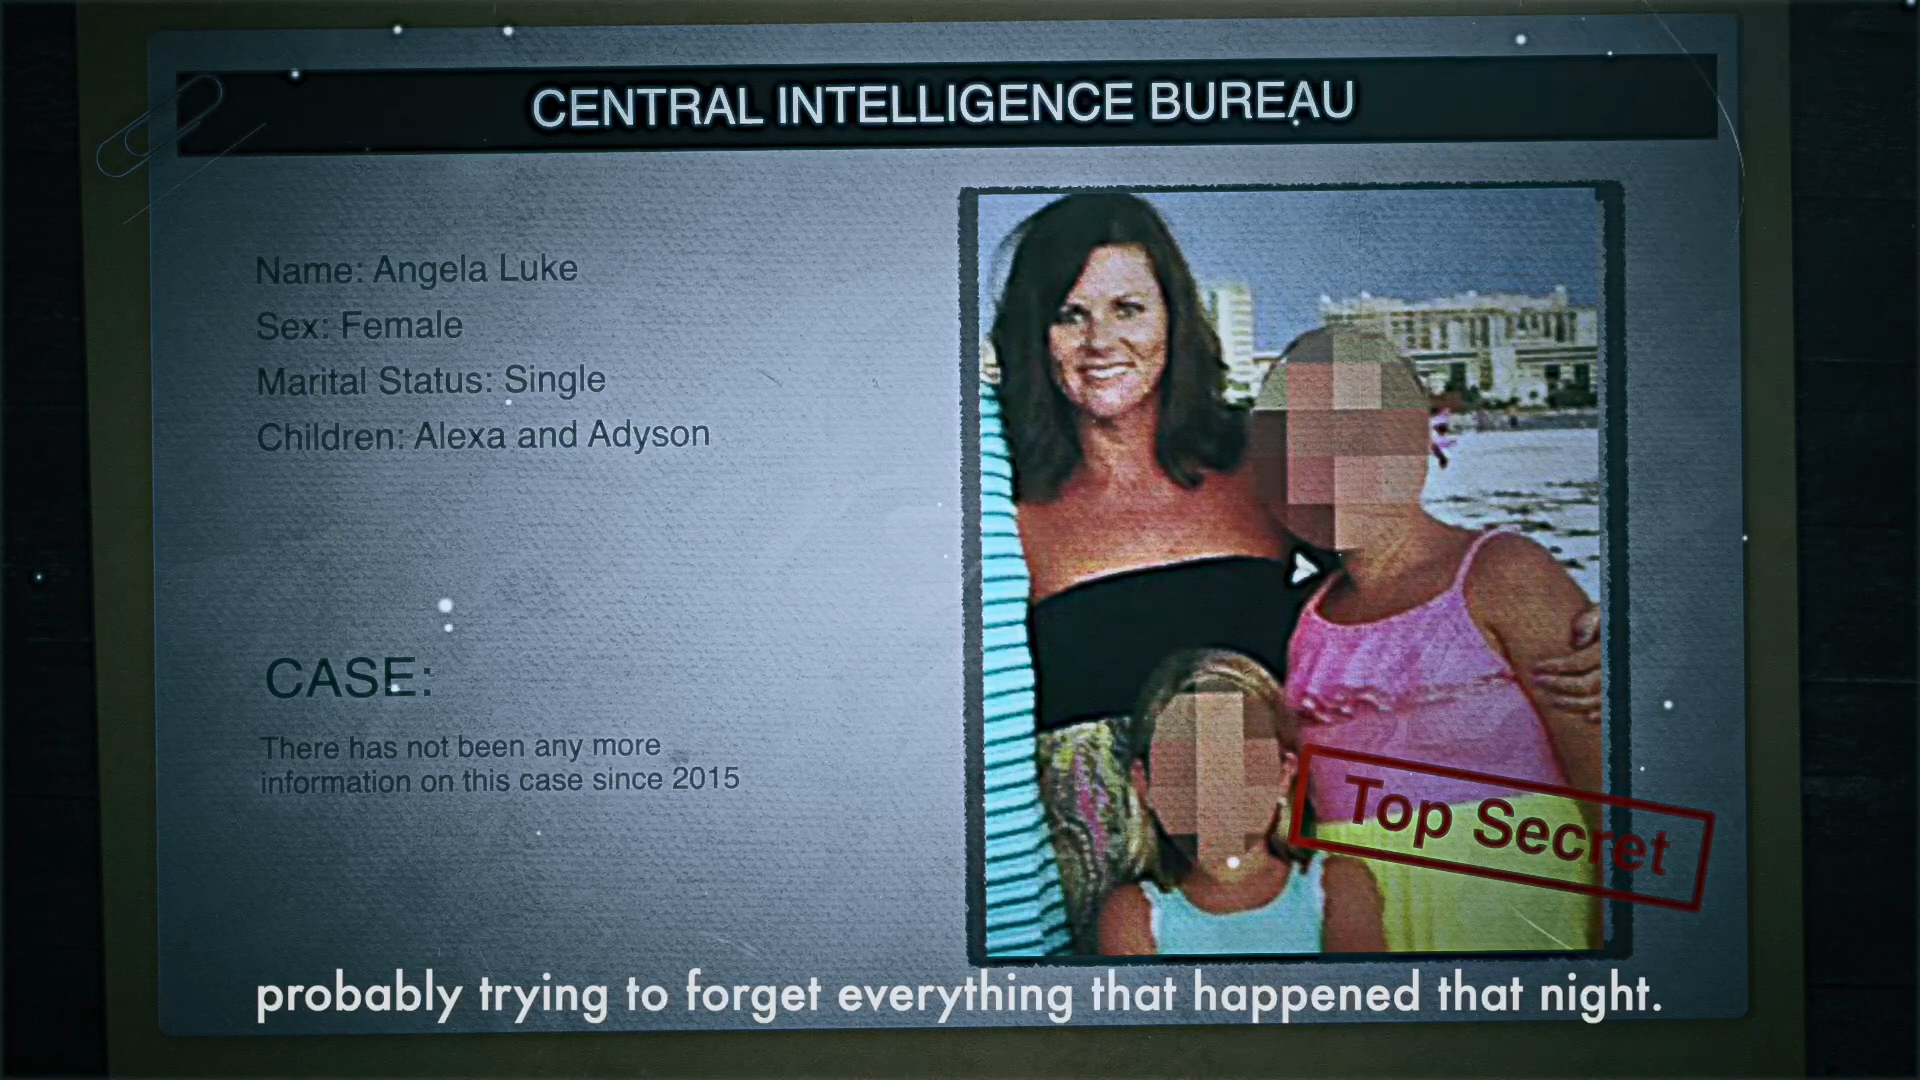 CENTRAL INTELLIGENCE BUREAU
Name: Angela Luke
Sex: Female
Marital Status: Single
Children: Alexa and Adyson
CASE:
There has not been any more
information on this case since 2015
Top Secret
probably trying to forget everything that happened that night.